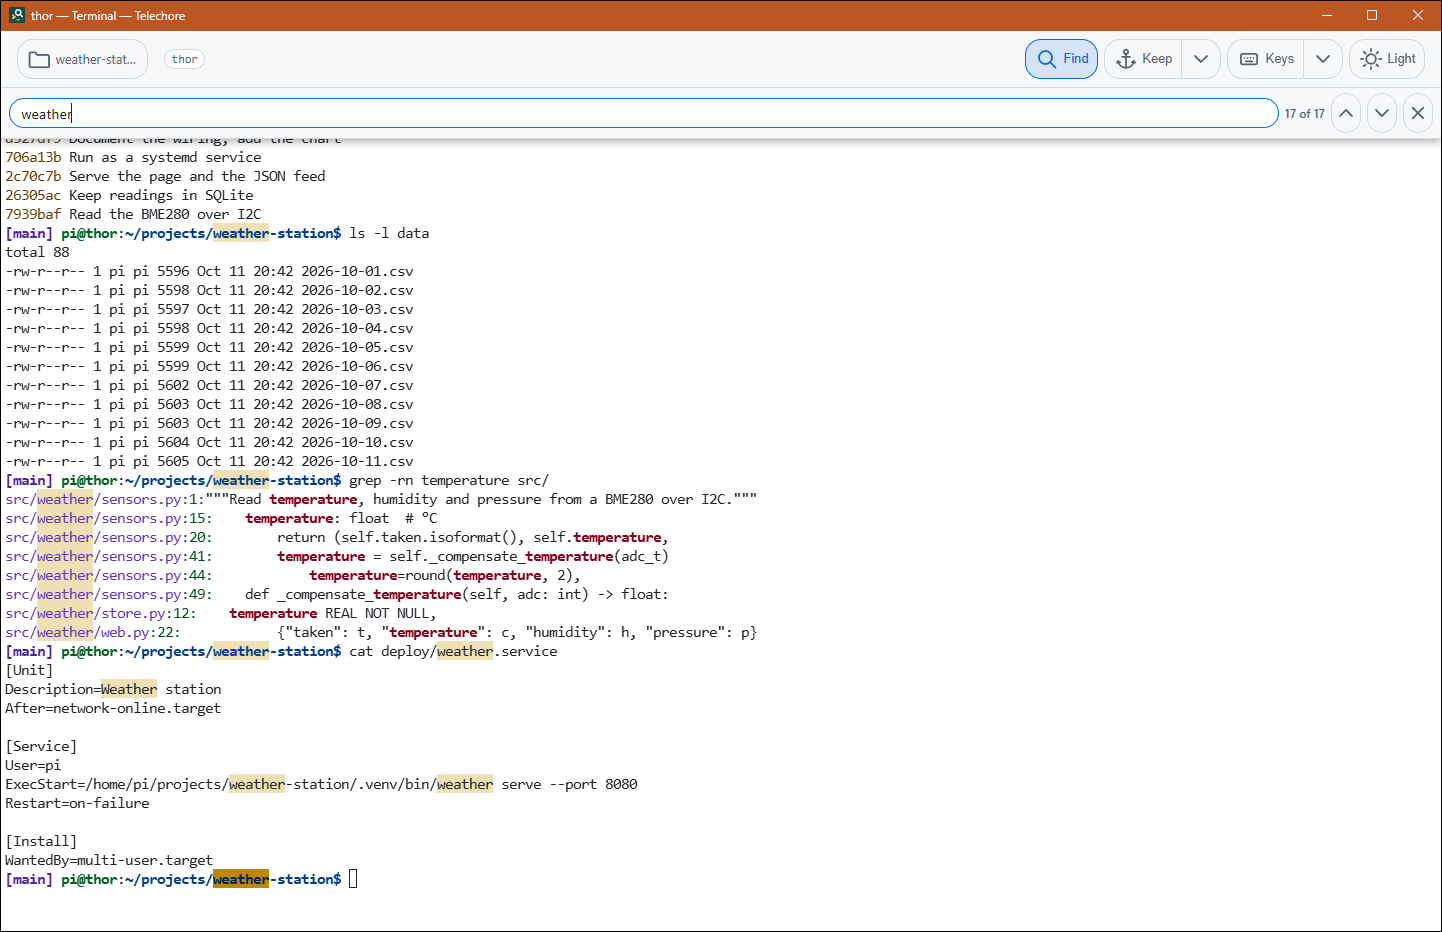 thor — Terminal — Telechore
weather-stat... thor Find Keep Keys Light
weather 17 of 17
Document the wiring, add the chart
706a13b Run as a systemd service
2c70c7b Serve the page and the JSON feed
26305ac Keep readings in SQLite
7939baf Read the BME280 over I2C
[main] pi@thor:~/projects/weather-station$ ls -l data
total 88
-rw-r--r-- 1 pi pi 5596 Oct 11 20:42 2026-10-01.csv
-rw-r--r-- 1 pi pi 5598 Oct 11 20:42 2026-10-02.csv
-rw-r--r-- 1 pi pi 5597 Oct 11 20:42 2026-10-03.csv
-rw-r--r-- 1 pi pi 5598 Oct 11 20:42 2026-10-04.csv
-rw-r--r-- 1 pi pi 5599 Oct 11 20:42 2026-10-05.csv
-rw-r--r-- 1 pi pi 5599 Oct 11 20:42 2026-10-06.csv
-rw-r--r-- 1 pi pi 5602 Oct 11 20:42 2026-10-07.csv
-rw-r--r-- 1 pi pi 5603 Oct 11 20:42 2026-10-08.csv
-rw-r--r-- 1 pi pi 5603 Oct 11 20:42 2026-10-09.csv
-rw-r--r-- 1 pi pi 5604 Oct 11 20:42 2026-10-10.csv
-rw-r--r-- 1 pi pi 5605 Oct 11 20:42 2026-10-11.csv
[main] pi@thor:~/projects/weather-station$ grep -rn temperature src/
src/weather/sensors.py:1:"""Read temperature, humidity and pressure from a BME280 over I2C."""
src/weather/sensors.py:15:    temperature: float  # °C
src/weather/sensors.py:20:        return (self.taken.isoformat(), self.temperature,
src/weather/sensors.py:41:        temperature = self._compensate_temperature(adc_t)
src/weather/sensors.py:44:            temperature=round(temperature, 2),
src/weather/sensors.py:49:    def _compensate_temperature(self, adc: int) -> float:
src/weather/store.py:12:    temperature REAL NOT NULL,
src/weather/web.py:22:            {"taken": t, "temperature": c, "humidity": h, "pressure": p}
[main] pi@thor:~/projects/weather-station$ cat deploy/weather.service
[Unit]
Description=Weather station
After=network-online.target
[Service]
User=pi
ExecStart=/home/pi/projects/weather-station/.venv/bin/weather serve --port 8080
Restart=on-failure
[Install]
WantedBy=multi-user.target
[main] pi@thor:~/projects/weather-station$